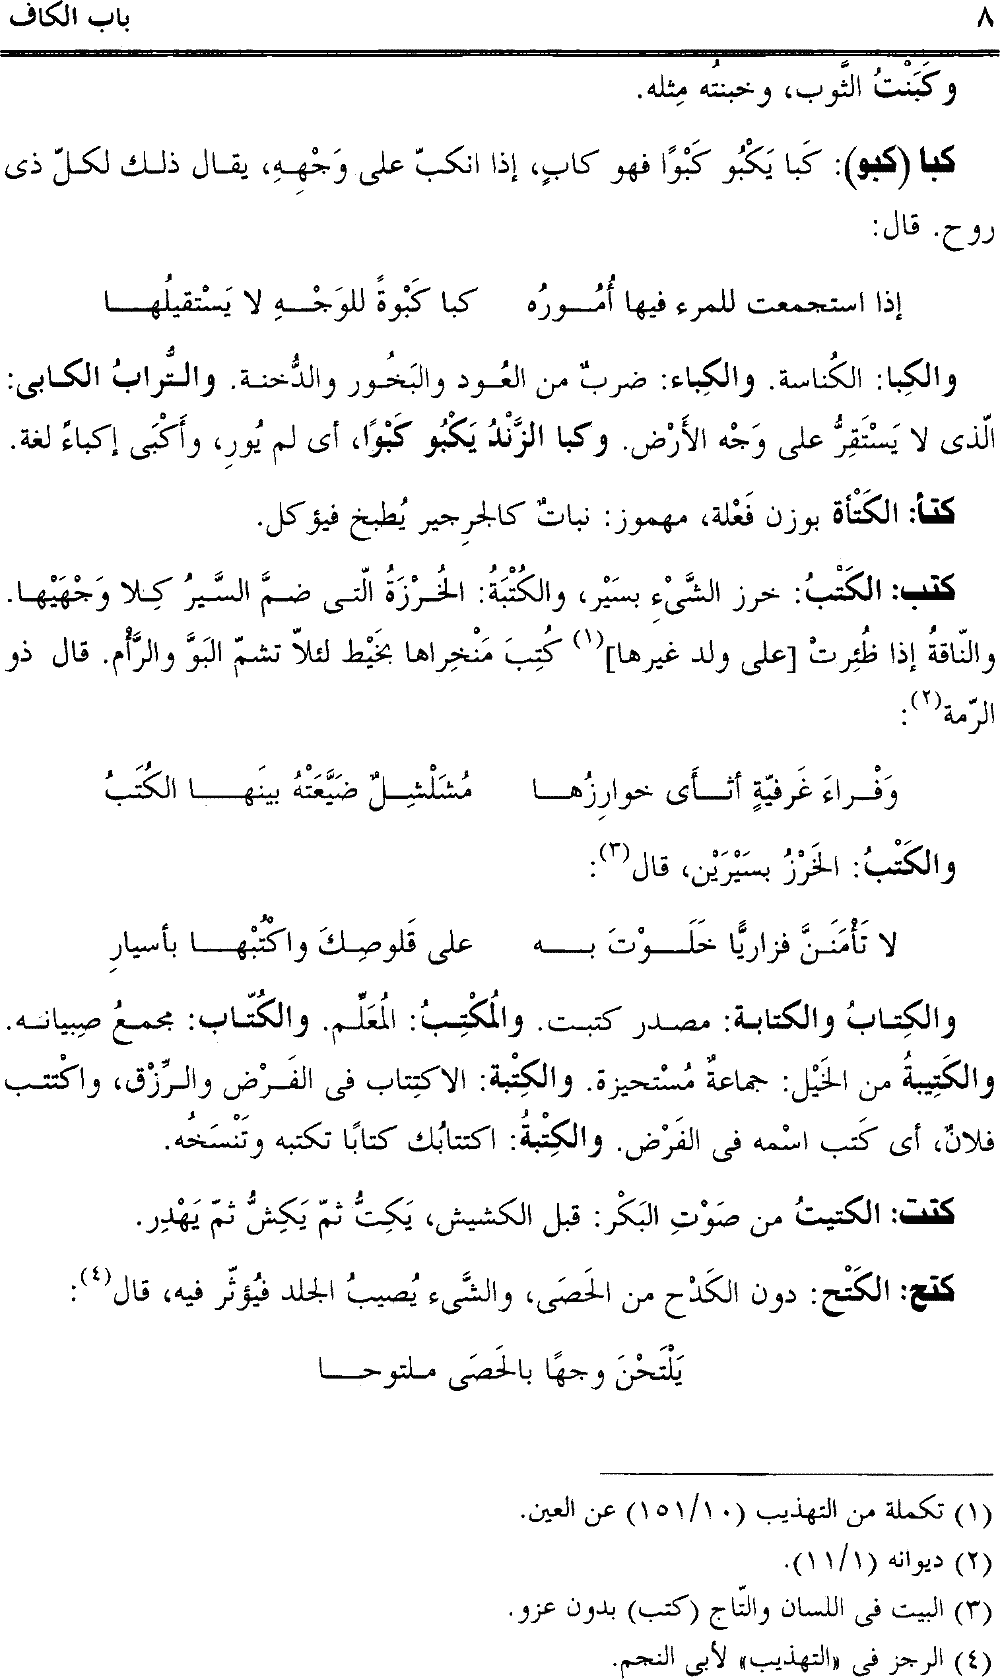 ٨ باب الكاف
وكَبَنْتُ الثَّوب، وخبنتُه مِثله.
كبا (كبو): كَبا يَكْبُو كَبْوًا فهو كابٍ، إذا انكبّ على وَجْهِهِ، يقال ذلك لكلّ ذى
روح. قال:
إذا استجمعت للمرء فيها أُمُورُه كبا كَبْوةً للوَجْهِ لا يَسْتقيلُها
والكِبا: الكُناسة. والكِباء: ضربٌ من العُود والبَخُور والدُّخنة. والتُّرابُ الكابى:
الّذى لا يَسْتَقِرُّ على وَجْه الأَرْض. وكبا الزَّنْدُ يَكْبُو كَبْوًا، أى لم يُورِ، وأَكْبَى إكباءً لغة.
كتأ: الكَتْأة بوزن فَعْلة، مهموز: نباتٌ كالجرجير يُطبخ فيؤكل.
كتب: الكَتْبُ: خرز الشَّىْءِ بسَيْر، والكُتْبَةُ: الخُرْزَةُ الّتى ضمَّ السَّيرُ كِلا وَجْهَيْها.
والنّاقةُ إذا ظُئِرتْ [على ولد غيرها](١) كُتِبَ مَنْخِراها بخَيْط لئلاّ تشمّ البَوَّ والرَّأْم. قال ذو
الرّمة(٢):
وَفْراءَ غَرفيّةٍ أثأَى خوارِزُها مُشَلْشِلٌ ضَيَّعَتْهُ بينَها الكُتَبُ
والكَتْبُ: الخَرْزُ بسَيْرَيْن، قال(٣):
لا تَأْمَنَنَّ فزاريًّا خَلَوْتَ به على قَلوصِكَ واكْتُبْها بأسيارِ
والكِتابُ والكتابة: مصدر كتبت. والمُكْتِبُ: المُعَلّم. والكُتّاب: مجمعُ صِبيانه.
والكَتِيبةُ من الخَيْل: جماعةٌ مُسْتحيزة. والكِتْبة: الاكتِتاب فى الفَرْض والرِّزْق، واكْتتب
فلانٌ، أى كَتب اسْمه فى الفَرْض. والكِتْبةُ: اكتتابُك كتابًا تكتبه وتَنْسَخُه.
كتت: الكتيتُ من صَوْتِ البَكْر: قبل الكشيش، يَكِتُّ ثمّ يَكِشُّ ثمّ يَهْدِر.
كتح: الكَتْح: دون الكَدْح من الحَصَى، والشَّىء يُصيبُ الجلد فيُؤثّر فيه، قال(٤):
يَلْتَحْنَ وجهًا بالحَصَى ملتوحا
(١) تكملة من التهذيب (١٥١/١٠) عن العين.
(٢) ديوانه (١١/١).
(٣) البيت فى اللسان والتّاج (كتب) بدون عزو.
(٤) الرجز فى «التهذيب» لأبى النجم.